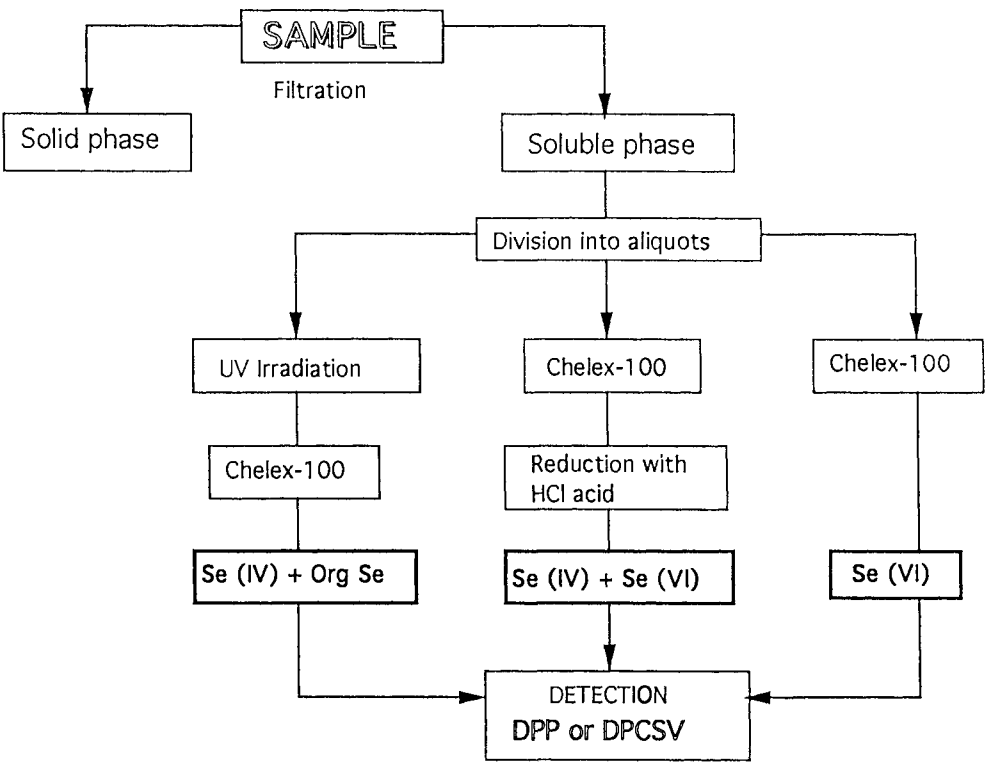 SAMPLE
Filtration
Solid phase
Soluble phase
Division into aliquots
UV Irradiation
Chelex-100
Chelex-100
Chelex-100
Reduction with
HCl acid
Se (IV) + Org Se
Se (IV) + Se (VI)
Se (VI)
DETECTION
DPP or DPCSV